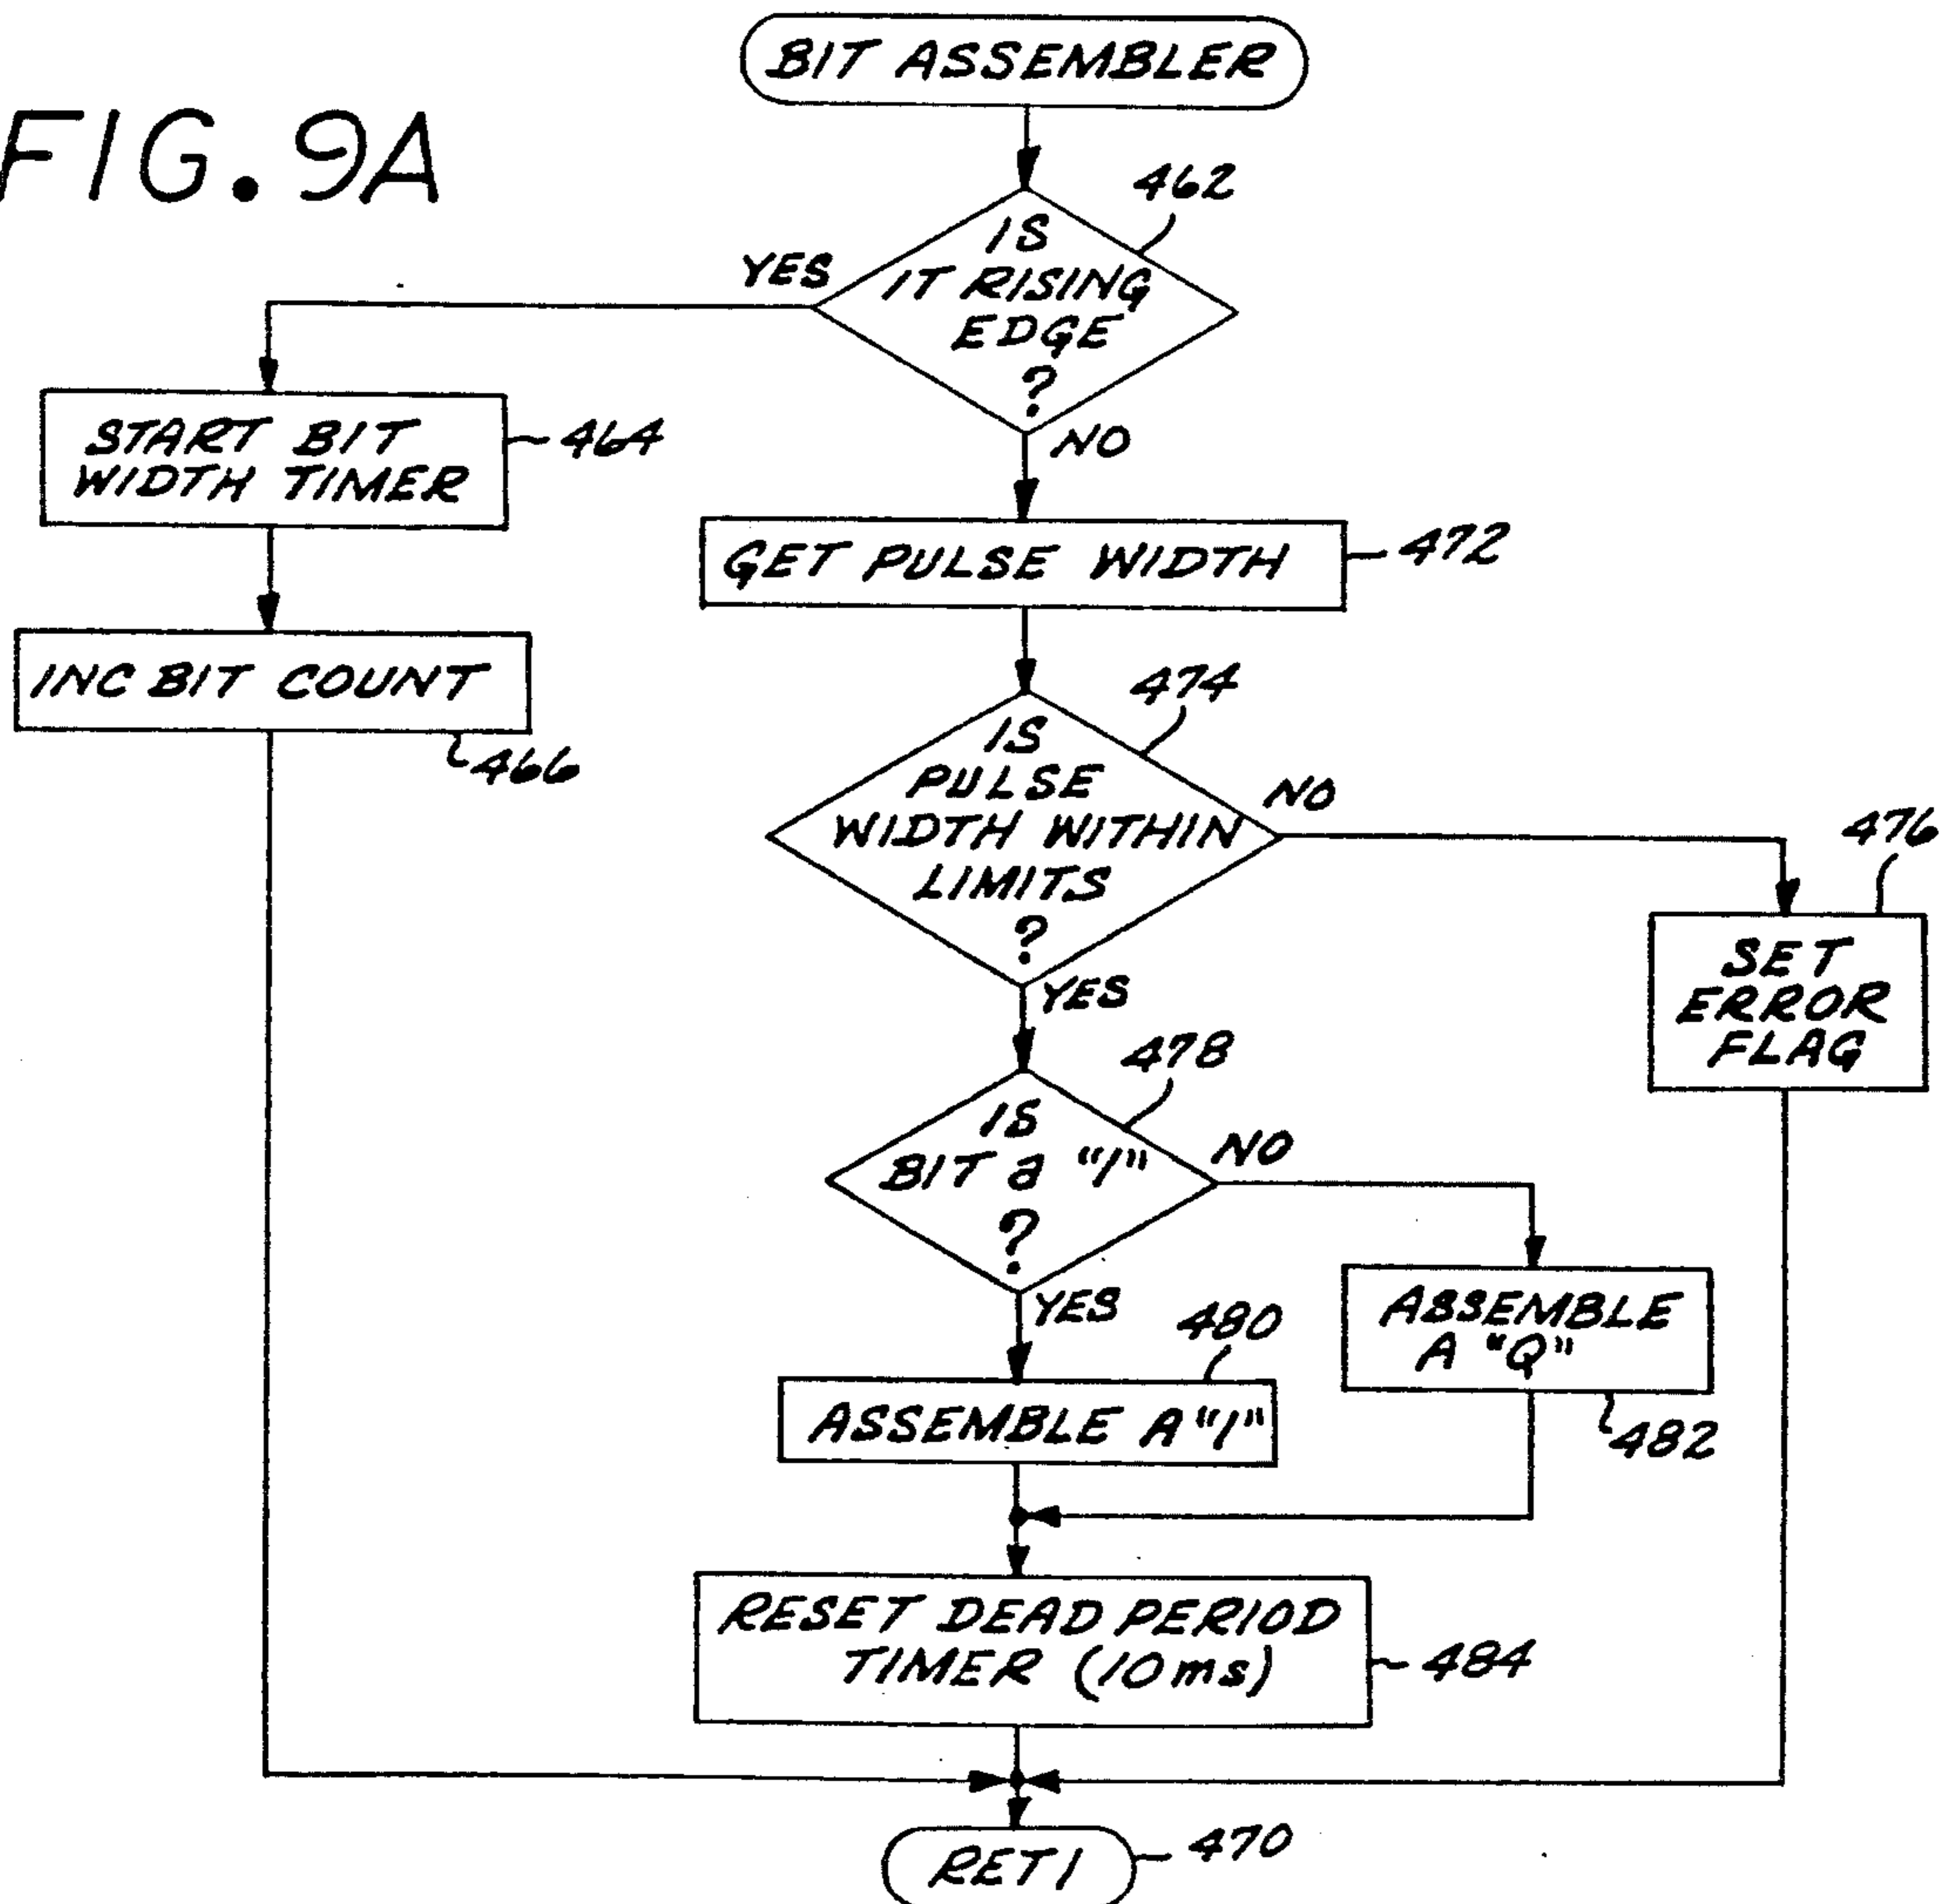 FIG. 9A
BIT ASSEMBLER
462
IS
IT RISING
EDGE
?
YES
NO
START BIT
WIDTH TIMER
464
INC BIT COUNT
466
GET PULSE WIDTH
472
474
IS
PULSE
WIDTH WITHIN
LIMITS
?
NO
YES
476
SET
ERROR
FLAG
478
IS
BIT a "1"
?
NO
YES
480
ASSEMBLE A "1"
ASSEMBLE
A "Q"
482
RESET DEAD PERIOD
TIMER (10ms)
484
RETI
470